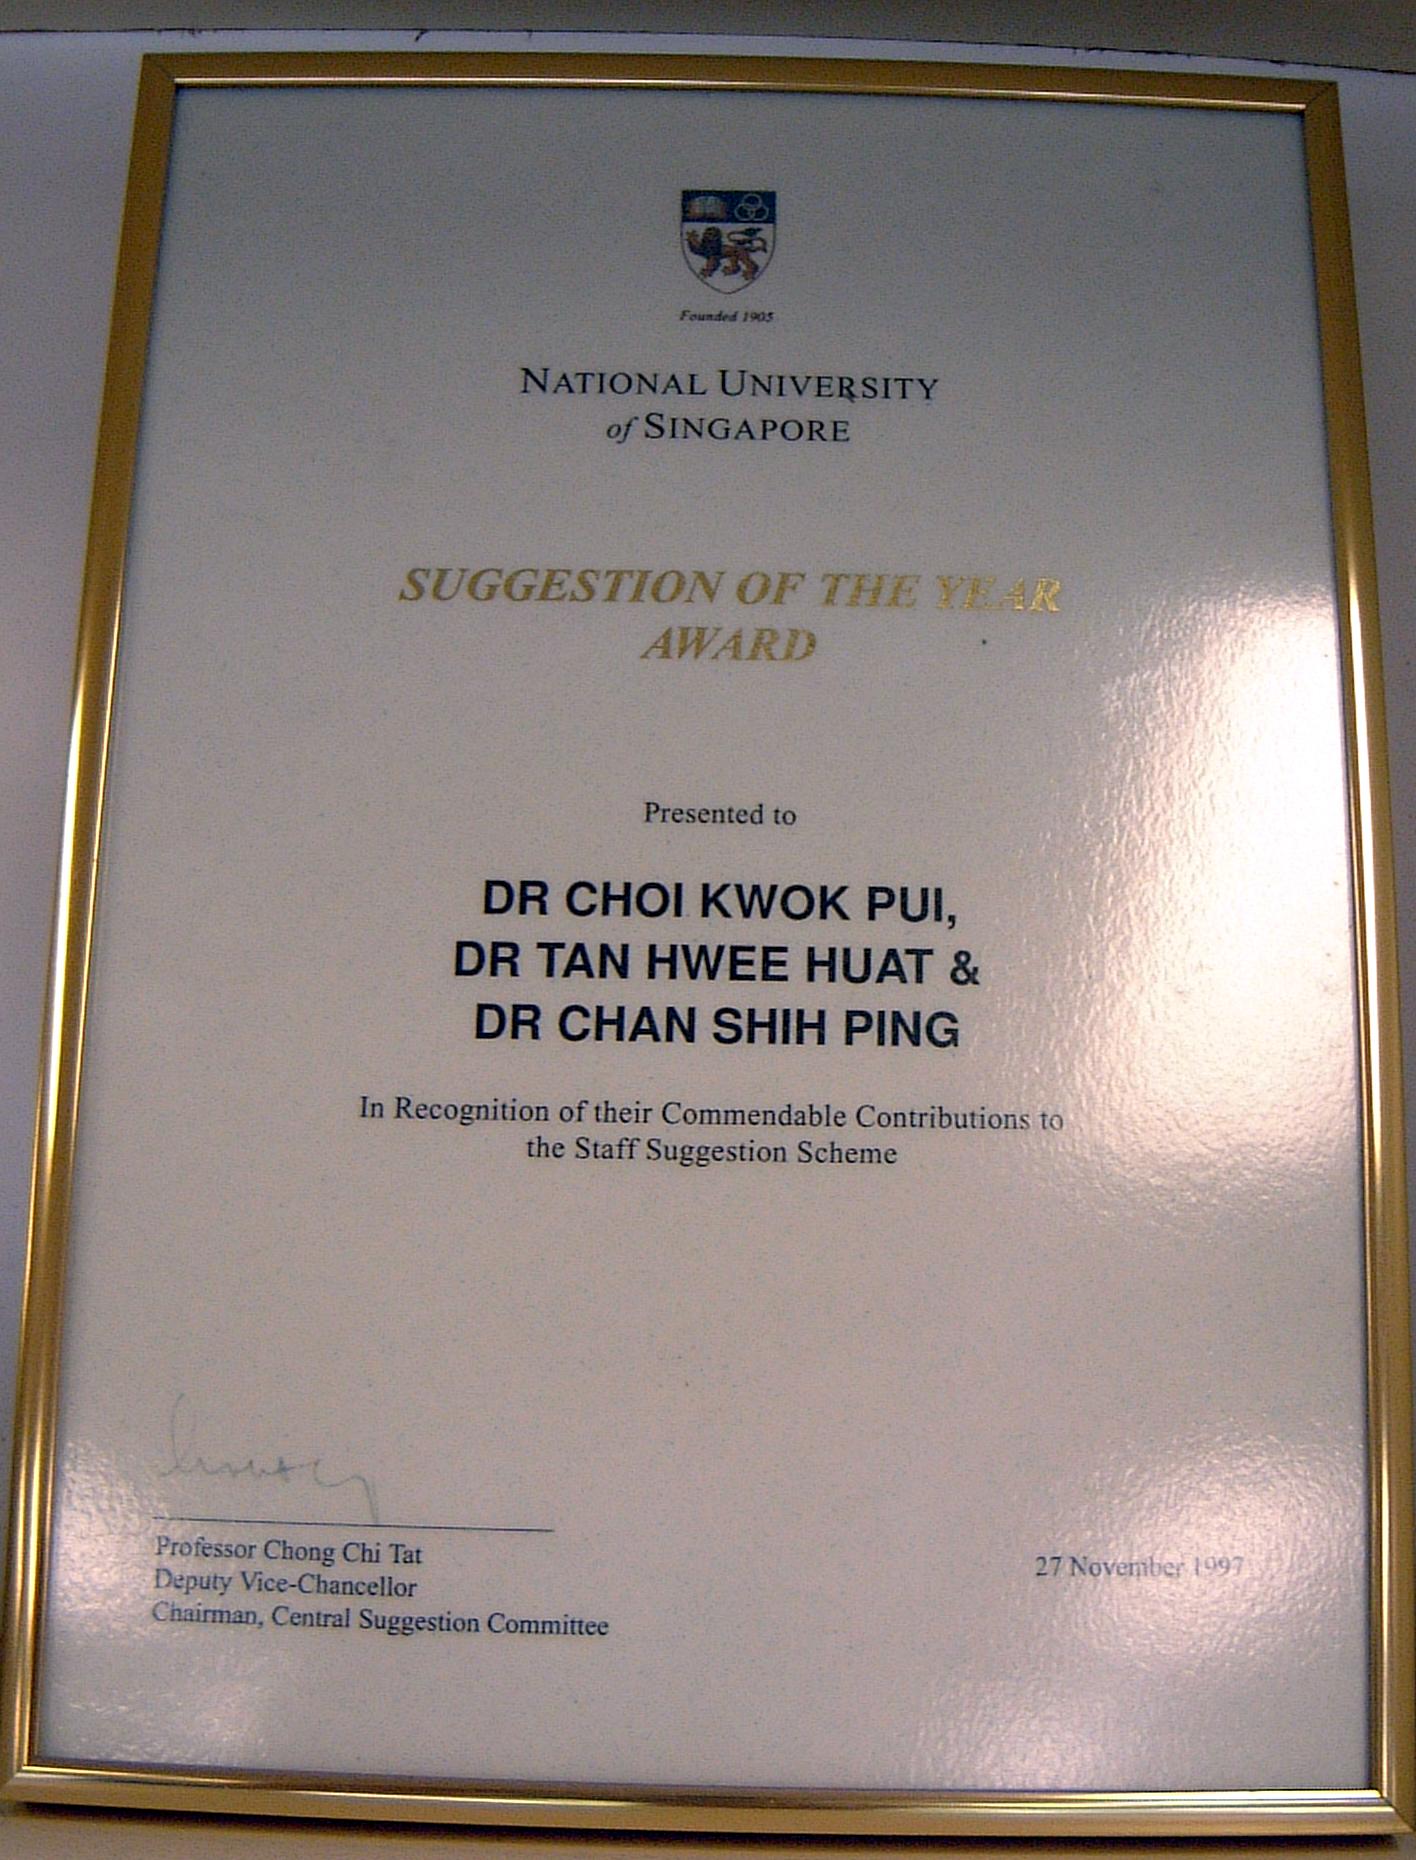 Founded 1905
NATIONAL UNIVERSITY
of SINGAPORE
SUGGESTION OF THE YEAR
AWARD
Presented to
DR CHOI KWOK PUI,
DR TAN HWEE HUAT &
DR CHAN SHIH PING
In Recognition of their Commendable Contributions to
the Staff Suggestion Scheme
Professor Chong Chi Tat
Deputy Vice-Chancellor
Chairman, Central Suggestion Committee
27 November 1997